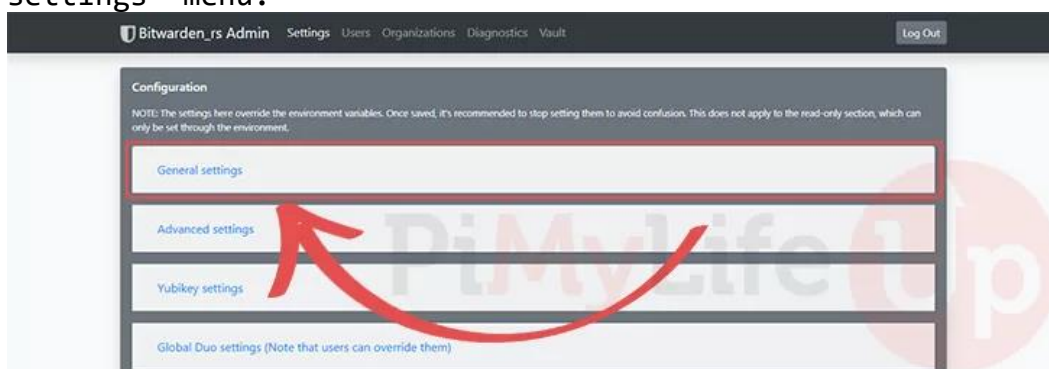 settings" menu.
Bitwarden_rs Admin Settings Users Organizations Diagnostics Vault Log Out
Configuration
NOTE: The settings here override the environment variables. Once saved, it's recommended to stop setting them to avoid confusion. This does not apply to the read-only section, which can
only be set through the environment.
General settings
Advanced settings
PiMyLifeUp
Yubikey settings
Global Duo settings (Note that users can override them)